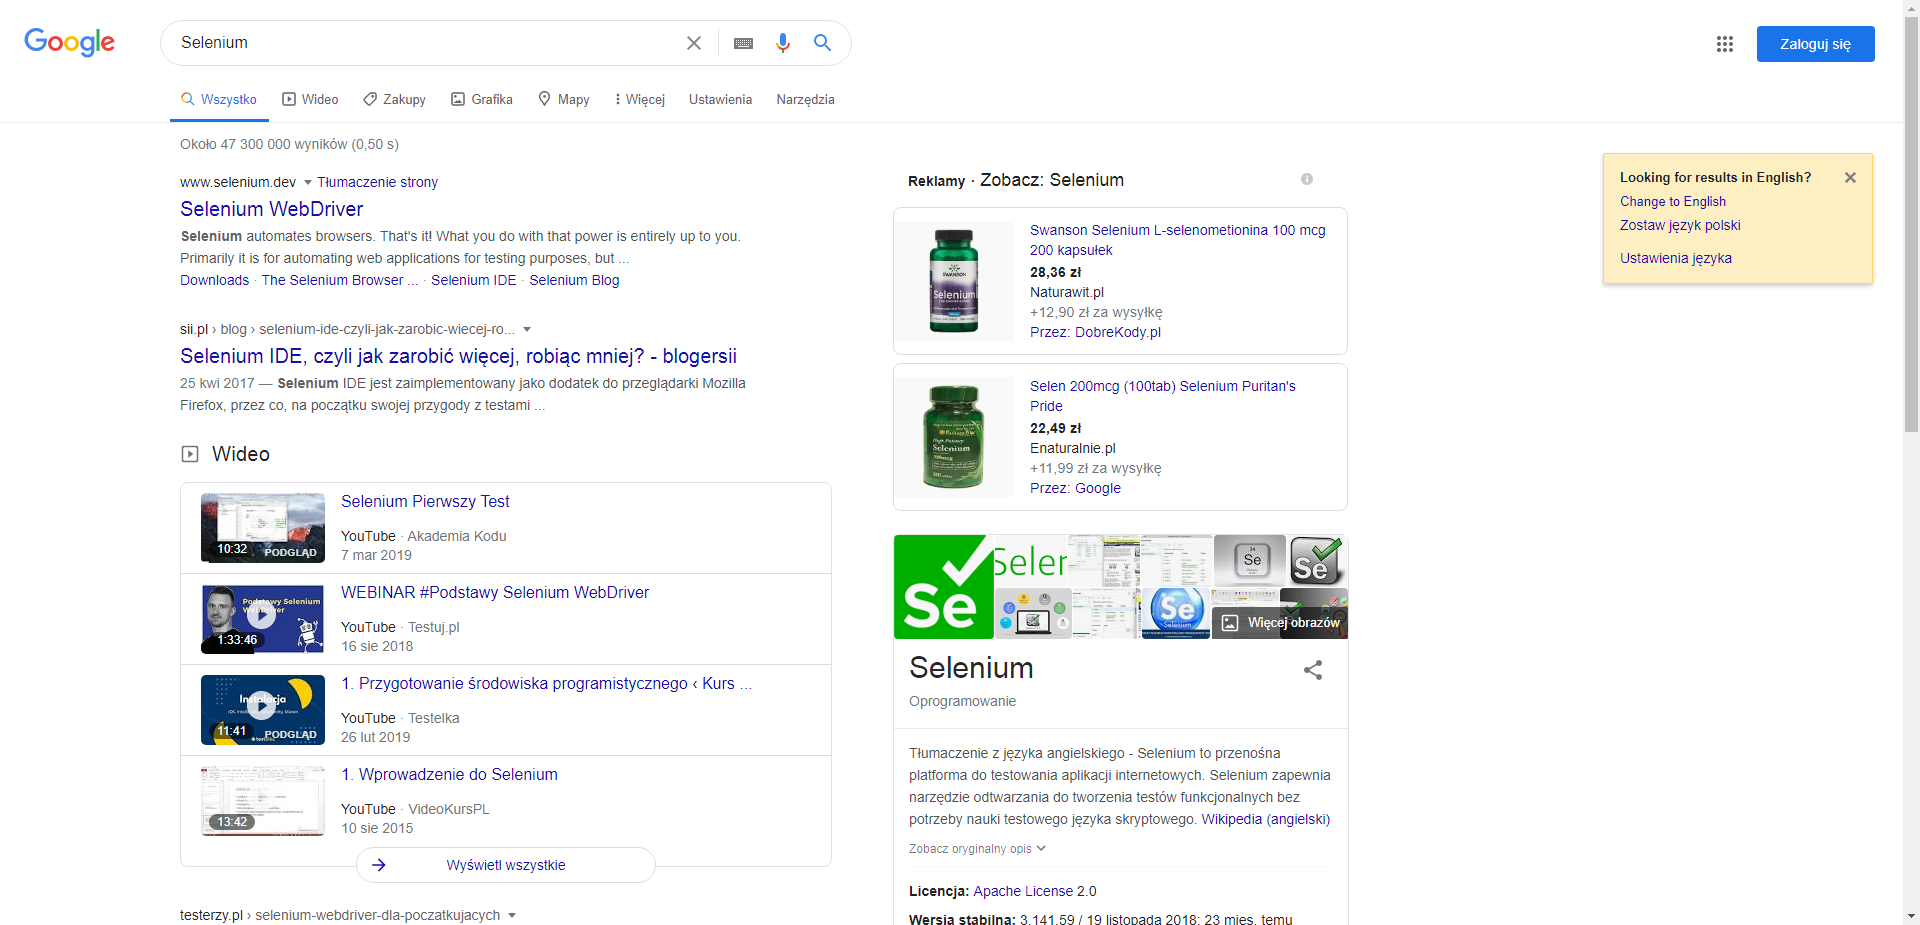 Google
Selenium
Zaloguj się
Wszystko
Wideo
Zakupy
Grafika
Mapy
Więcej
Ustawienia
Narzędzia
Około 47 300 000 wyników (0,50 s)
www.selenium.dev Tłumaczenie strony
Selenium WebDriver
Selenium automates browsers. That's it! What you do with that power is entirely up to you.
Primarily it is for automating web applications for testing purposes, but ...
Downloads · The Selenium Browser ... · Selenium IDE · Selenium Blog
sii.pl › blog › selenium-ide-czyli-jak-zarobic-wiecej-ro...
Selenium IDE, czyli jak zarobić więcej, robiąc mniej? - blogersii
25 kwi 2017 — Selenium IDE jest zaimplementowany jako dodatek do przeglądarki Mozilla
Firefox, przez co, na początku swojej przygody z testami ...
Wideo
10:32
PODGLĄD
Selenium Pierwszy Test
YouTube · Akademia Kodu
7 mar 2019
Podstawy Selenium
WebDriver
1:33:46
WEBINAR #Podstawy Selenium WebDriver
YouTube · Testuj.pl
16 sie 2018
Instalacja
11:41
PODGLĄD
1. Przygotowanie środowiska programistycznego ‹ Kurs ...
YouTube · Testelka
26 lut 2019
13:42
1. Wprowadzenie do Selenium
YouTube · VideoKursPL
10 sie 2015
Wyświetl wszystkie
testerzy.pl › selenium-webdriver-dla-poczatkujacych
Reklamy · Zobacz: Selenium
SWANSON
Selenium
Swanson Selenium L-selenometionina 100 mcg
200 kapsułek
28,36 zł
Naturawit.pl
+12,90 zł za wysyłkę
Przez: DobreKody.pl
Selenium
Selen 200mcg (100tab) Selenium Puritan's
Pride
22,49 zł
Enaturalnie.pl
+11,99 zł za wysyłkę
Przez: Google
Se
Seler
Se
Se
Se
Selenium
Więcej obrazów
Selenium
Oprogramowanie
Tłumaczenie z języka angielskiego - Selenium to przenośna
platforma do testowania aplikacji internetowych. Selenium zapewnia
narzędzie odtwarzania do tworzenia testów funkcjonalnych bez
potrzeby nauki testowego języka skryptowego. Wikipedia (angielski)
Zobacz oryginalny opis
Licencja: Apache License 2.0
Wersja stabilna: 3.141.59 / 19 listopada 2018; 23 mies. temu
Looking for results in English?
Change to English
Zostaw język polski
Ustawienia języka